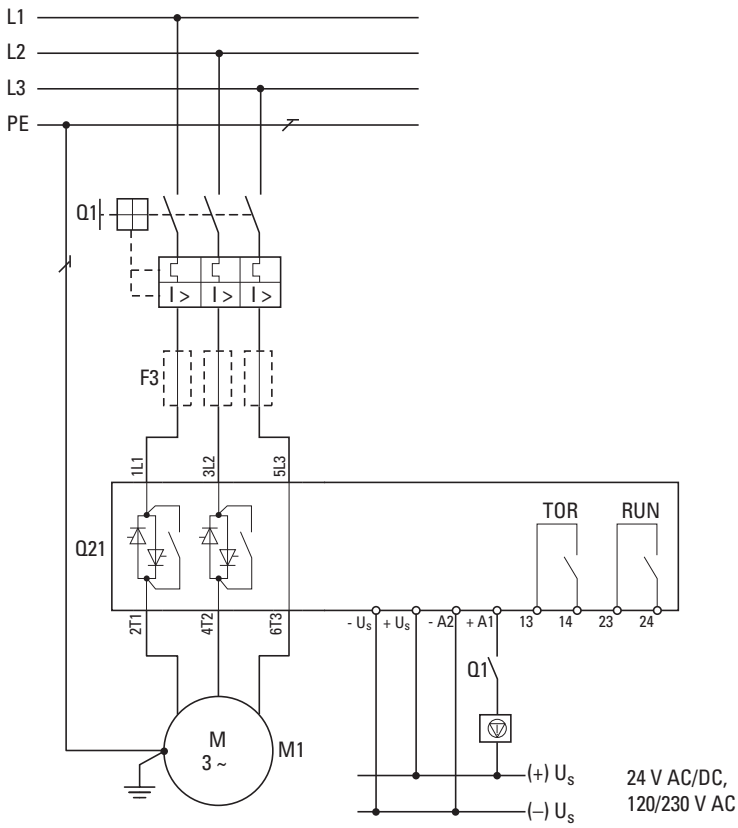 L1
L2
L3
PE
Q1
I > I > I >
F3
1L1 3L2 5L3
TOR RUN
Q21
2T1 4T2 6T3
- Us + Us - A2 + A1 13 14 23 24
Q1
M
3 ~
M1
(+) Us
(–) Us
24 V AC/DC,
120/230 V AC